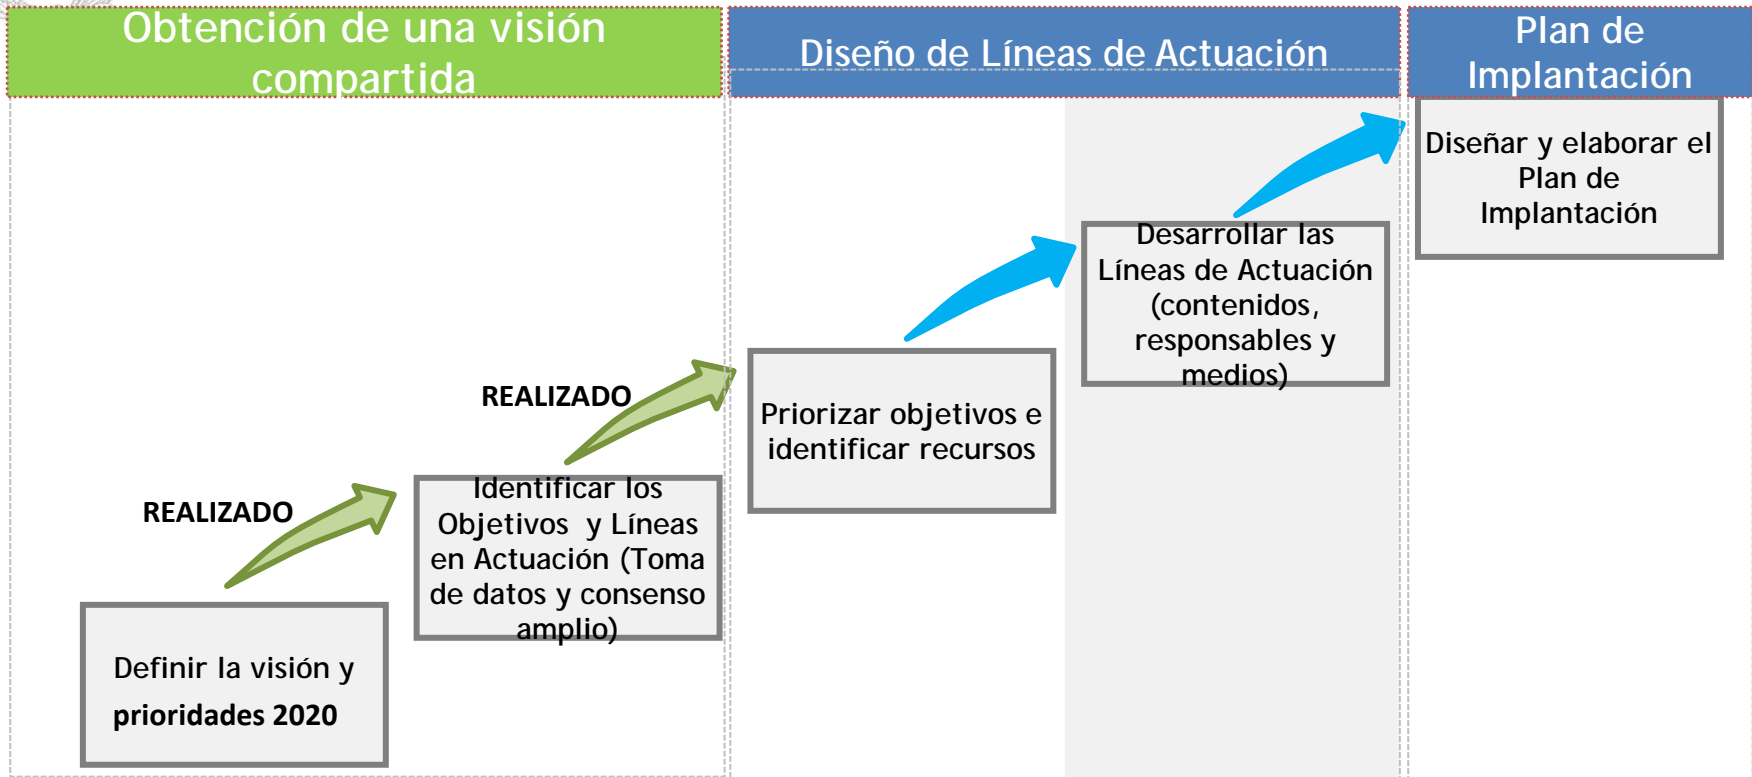 Obtención de una visión
compartida
Diseño de Líneas de Actuación
Plan de
Implantación
Diseñar y elaborar el
Plan de
Implantación
Desarrollar las
Líneas de Actuación
(contenidos,
responsables y
medios)
REALIZADO
Priorizar objetivos e
identificar recursos
REALIZADO
Identificar los
Objetivos y Líneas
en Actuación (Toma
de datos y consenso
amplio)
Definir la visión y
prioridades 2020